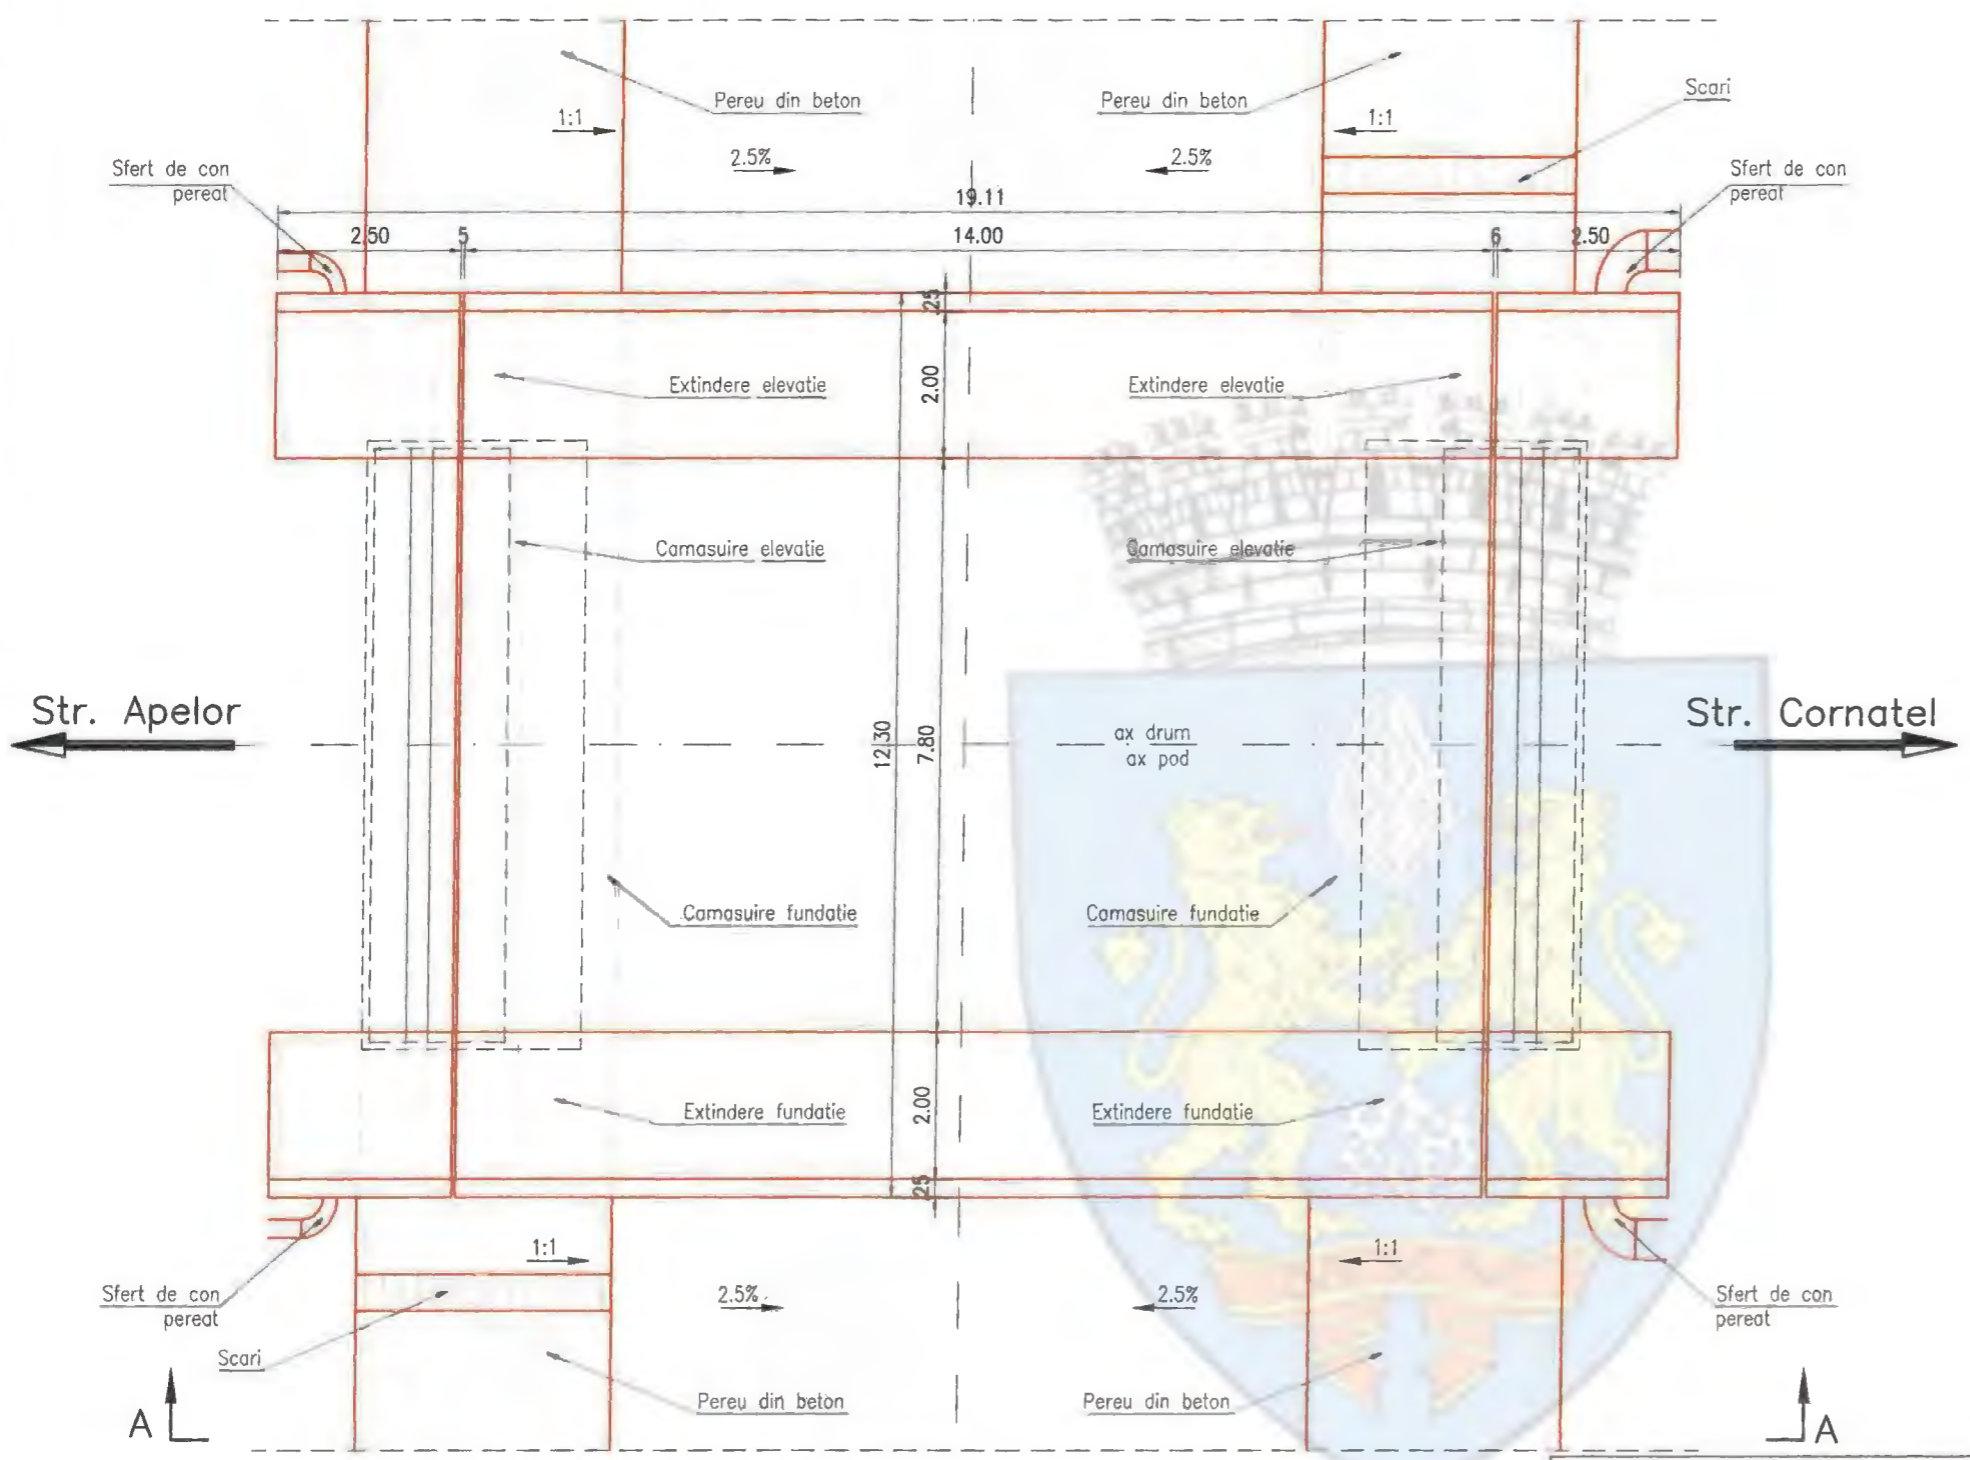 Pereu din beton
Pereu din beton
Scari
1:1
1:1
2.5%
2.5%
Sfert de con
pereat
Sfert de con
pereat
19.11
2.50
5
14.00
6
2.50
25
Extindere elevatie
2.00
Extindere elevatie
Camasuire elevatie
Camasuire elevatie
Str. Apelor
12.30
7.80
ax drum
ax pod
Str. Cornatel
Camasuire fundatie
Camasuire fundatie
Extindere fundatie
2.00
Extindere fundatie
25
1:1
1:1
Sfert de con
pereat
2.5%
2.5%
Sfert de con
pereat
Scari
Pereu din beton
Pereu din beton
A
A